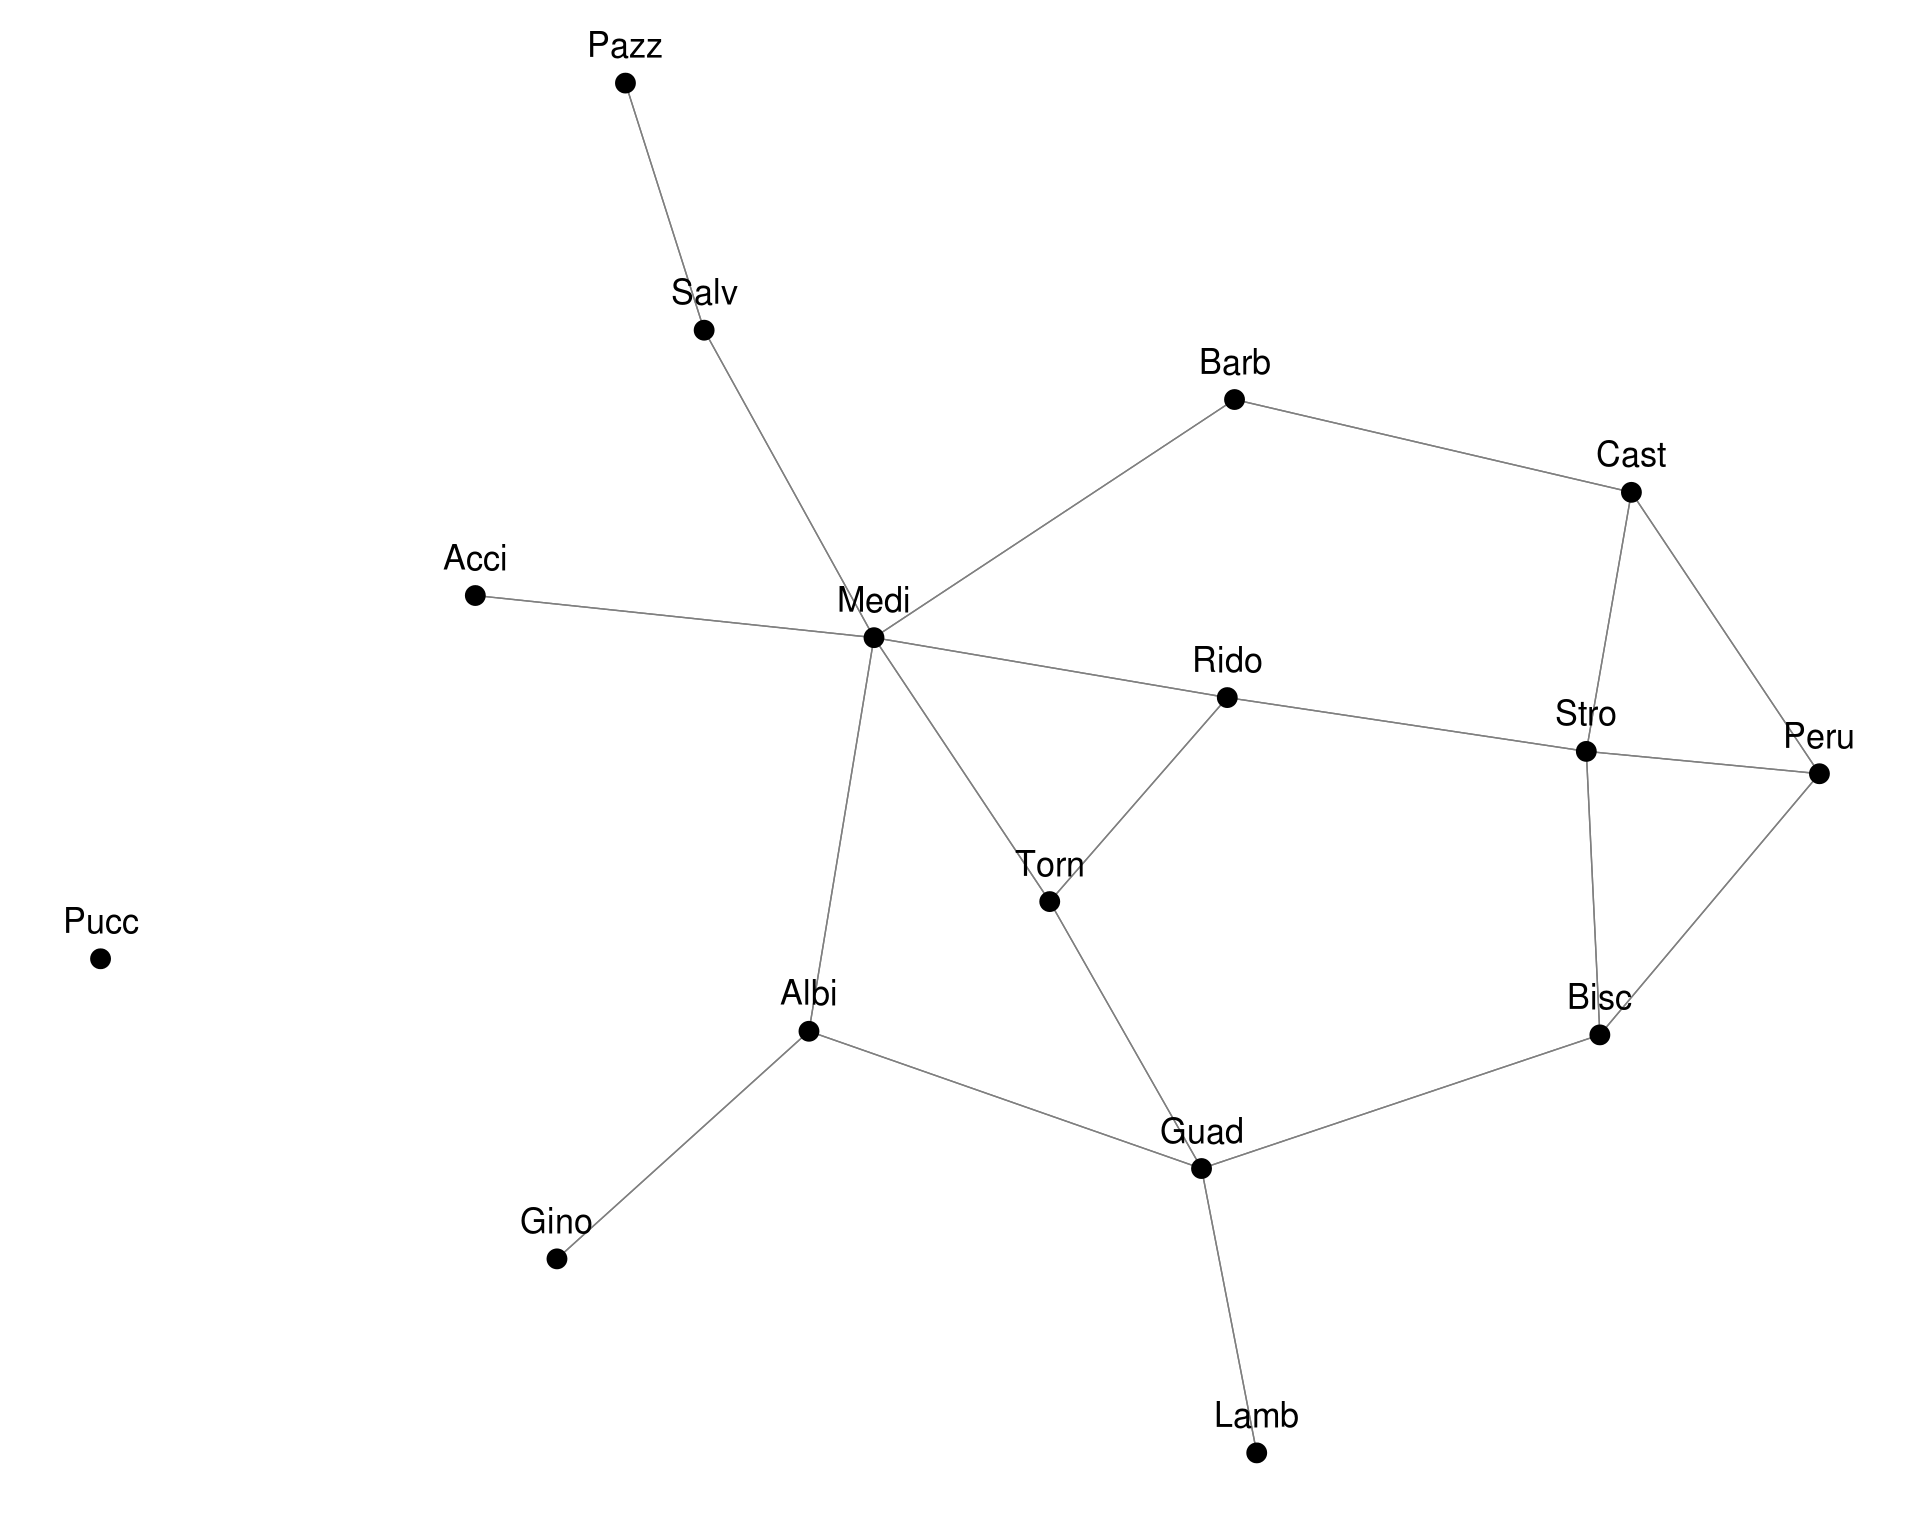 Pazz
Salv
Barb
Cast
Acci
Medi
Rido
Stro
Peru
Torn
Pucc
Albi
Bisc
Guad
Gino
Lamb